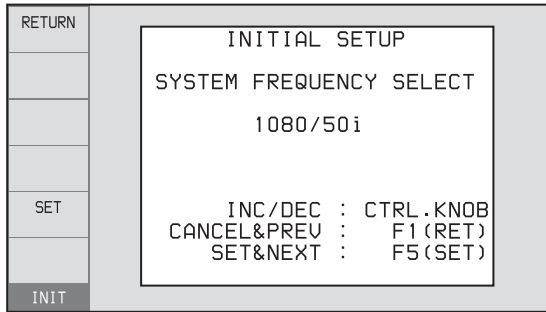 RETURN
INITIAL SETUP
SYSTEM FREQUENCY SELECT
1080/50i
SET
INC/DEC : CTRL.KNOB
CANCEL&PREV : F1(RET)
SET&NEXT : F5(SET)
INIT